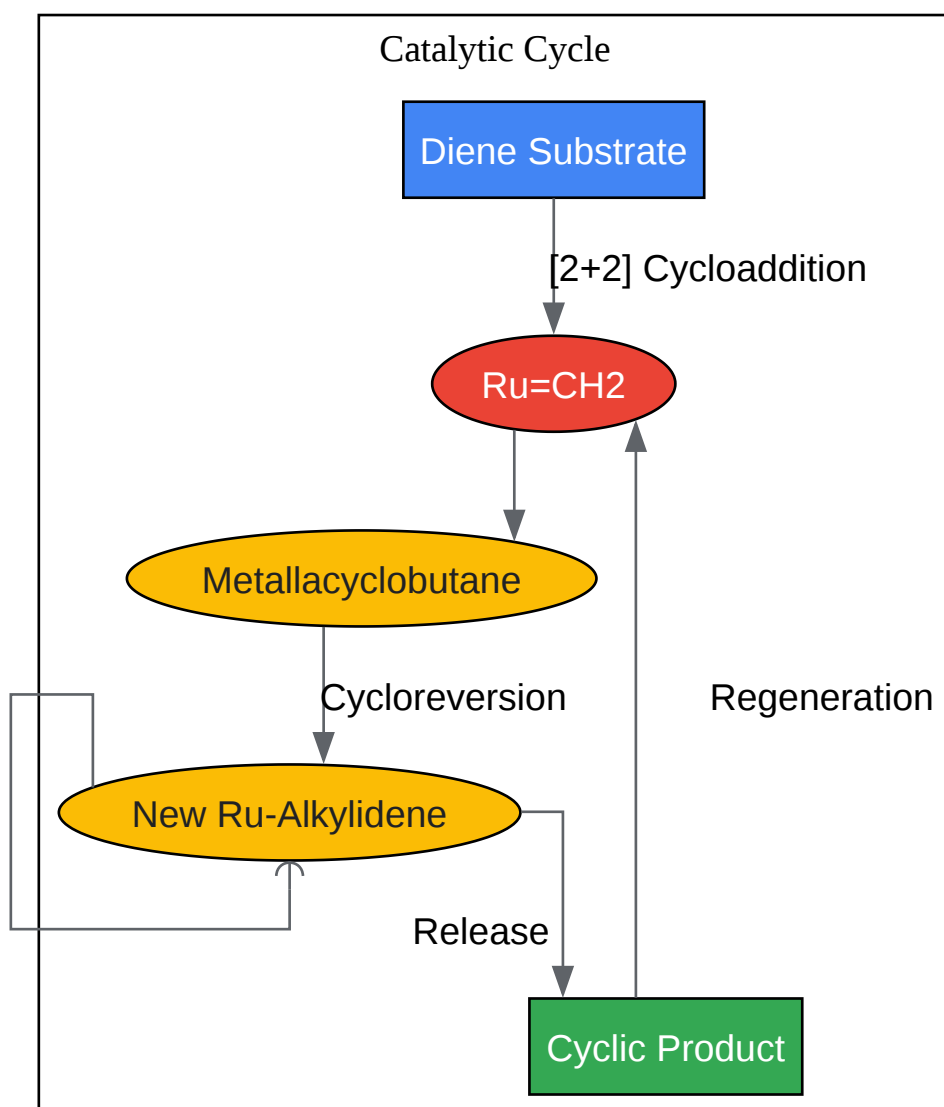 Catalytic Cycle
Diene Substrate
[2+2] Cycloaddition
Ru=CH2
Metallacyclobutane
Cycloreversion
Regeneration
New Ru-Alkylidene
Release
Cyclic Product